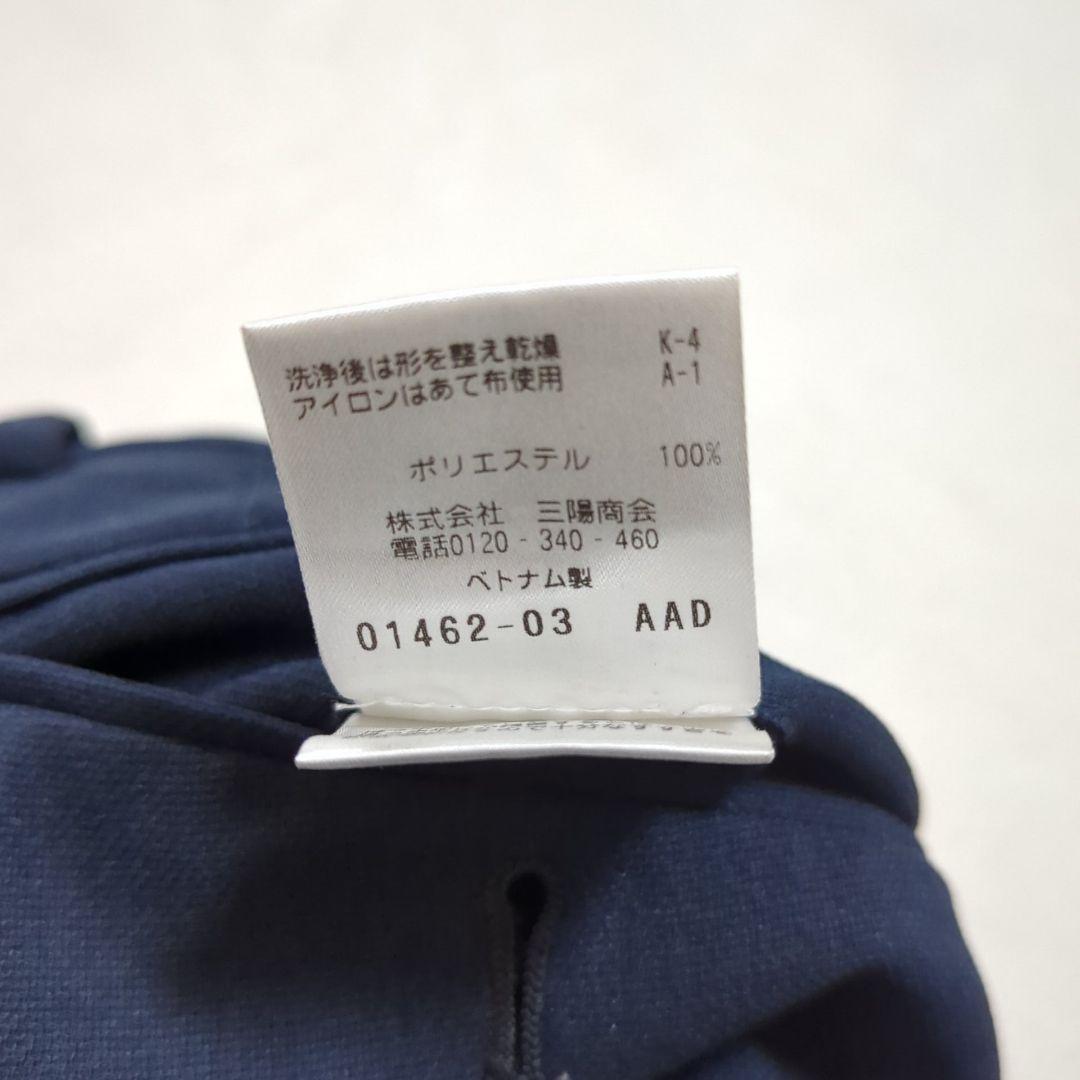 洗浄後は形を整え乾燥 K-4
アイロンはあて布使用 A-1
ポリエステル 100%
株式会社 三陽商会
電話0120-340-460
ベトナム製
01462-03 AAD